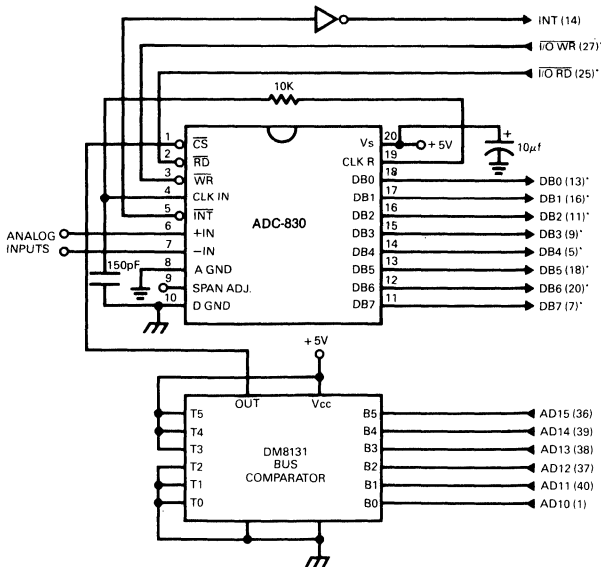 INT (14)
I/O WR (27)*
I/O RD (25)*
10K
1 CS
2 RD
3 WR
4 CLK IN
5 INT
6 +IN
7 −IN
8 A GND
9 SPAN ADJ.
10 D GND
ADC-830
20 Vs
19 CLK R
18 DB0
17 DB1
16 DB2
15 DB3
14 DB4
13 DB5
12 DB6
11 DB7
+ 5V
+
10µf
DB0 (13)*
DB1 (16)*
DB2 (11)*
DB3 (9)*
DB4 (5)*
DB5 (18)*
DB6 (20)*
DB7 (7)*
ANALOG
INPUTS
150pF
+ 5V
OUT
Vcc
T5
T4
T3
T2
T1
T0
DM8131
BUS
COMPARATOR
B5
B4
B3
B2
B1
B0
AD15 (36)
AD14 (39)
AD13 (38)
AD12 (37)
AD11 (40)
AD10 (1)